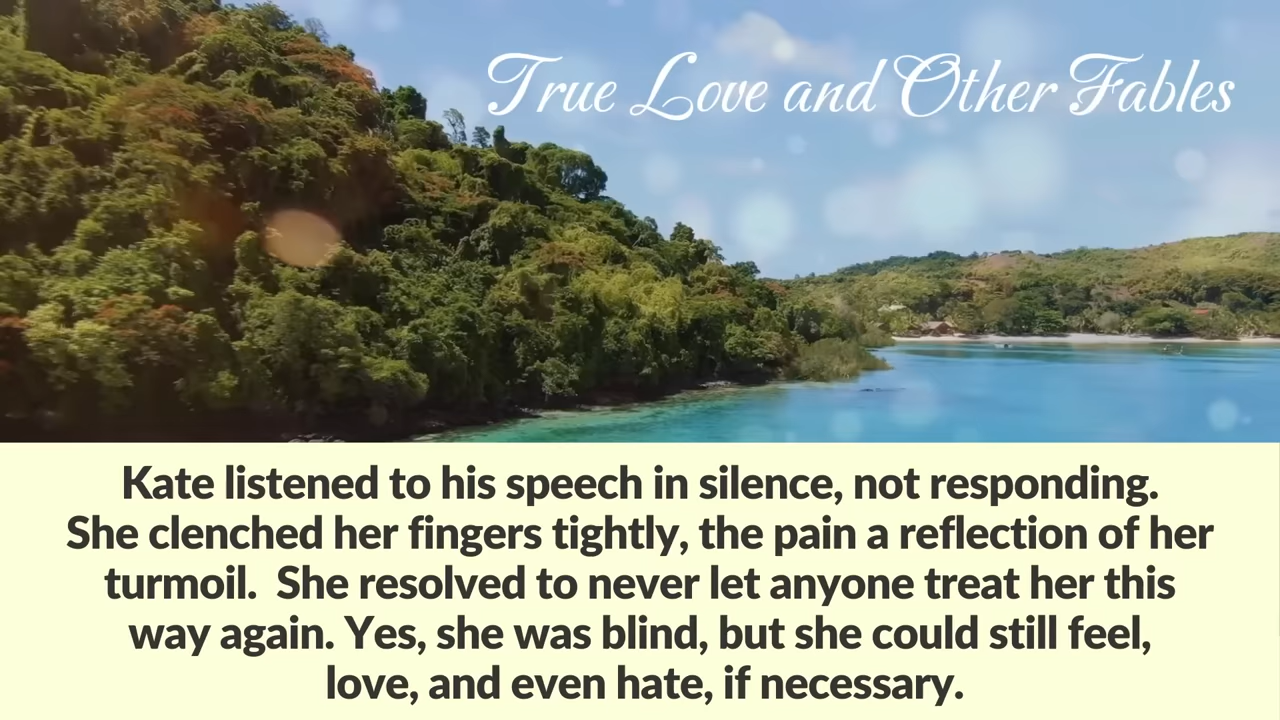 True Love and Other Fables
Kate listened to his speech in silence, not responding.
She clenched her fingers tightly, the pain a reflection of her
turmoil.  She resolved to never let anyone treat her this
way again. Yes, she was blind, but she could still feel,
love, and even hate, if necessary.